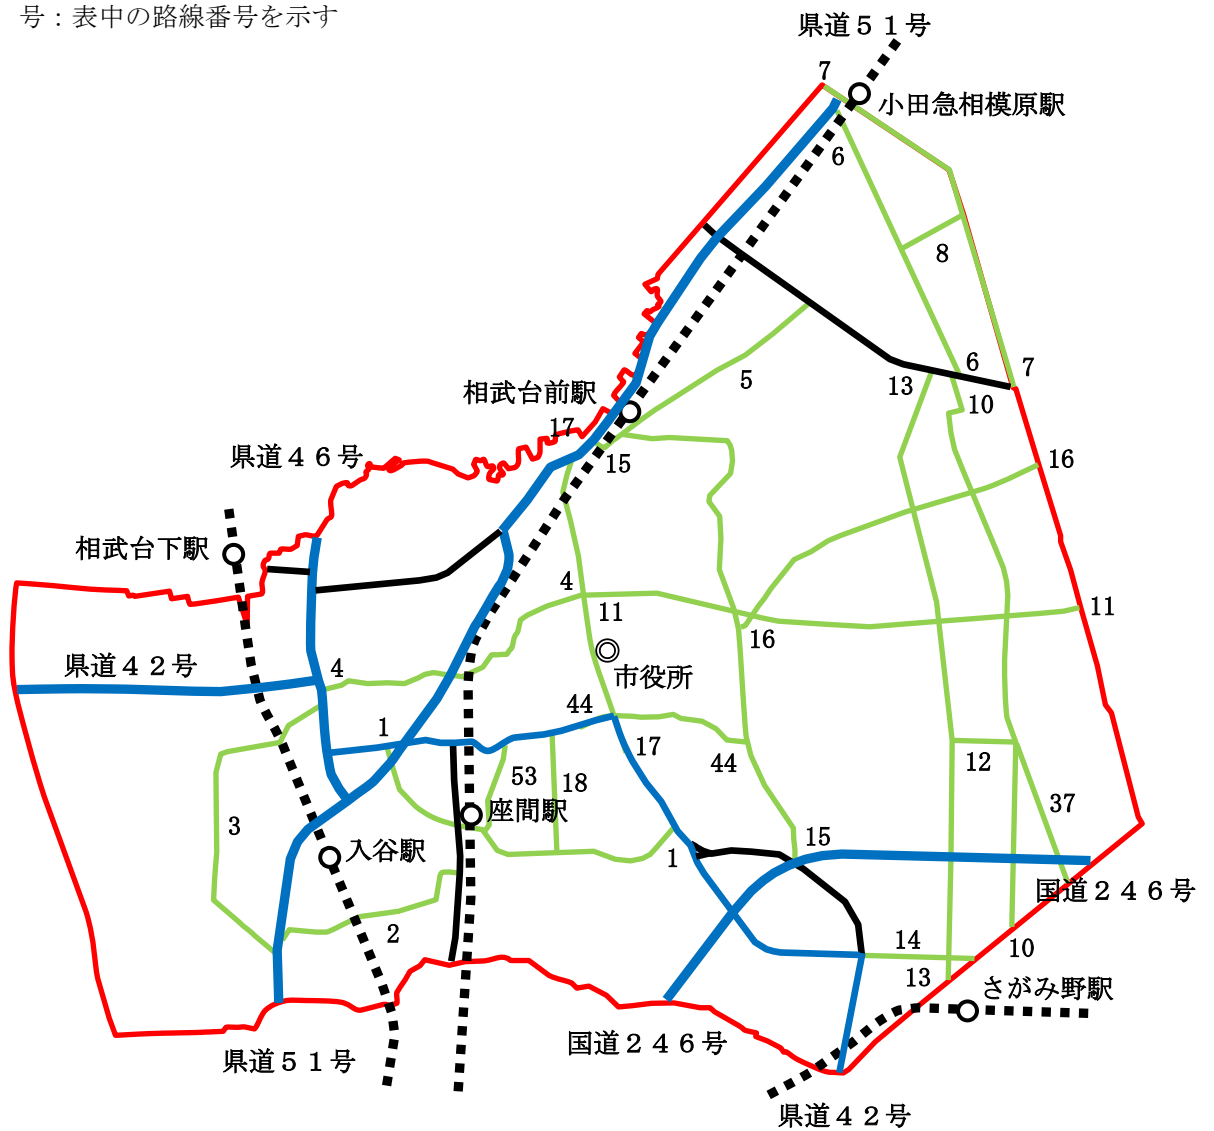 号：表中の路線番号を示す
県道５１号
7
小田急相模原駅
6
8
6
7
13
10
5
相武台前駅
17
15
16
県道４６号
相武台下駅
4
11
11
16
県道４２号
4
市役所
44
1
17
44
12
53
18
37
座間駅
3
入谷駅
15
1
国道２４６号
2
14
10
13
さがみ野駅
国道２４６号
県道５１号
県道４２号